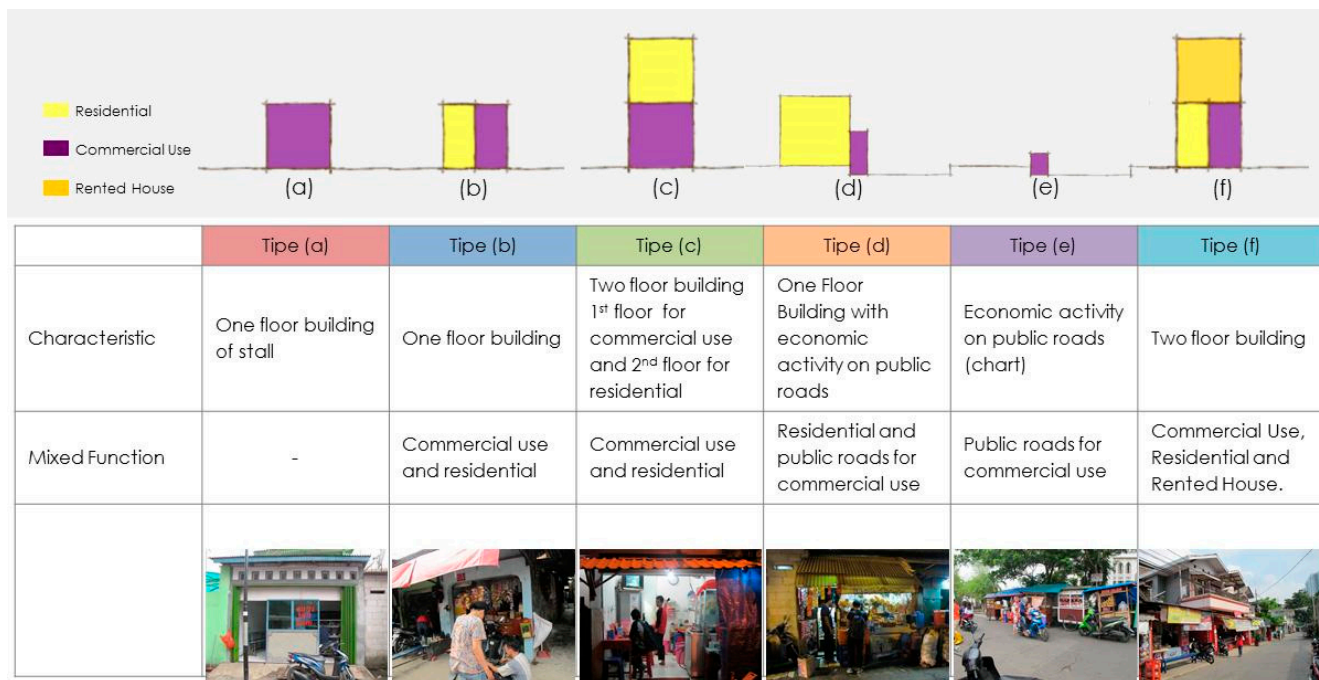 Residential
Commercial Use
Rented House
(a)
(b)
(c)
(d)
(e)
(f)
Tipe (a)
Tipe (b)
Tipe (c)
Tipe (d)
Tipe (e)
Tipe (f)
Characteristic
One floor building
of stall
One floor building
Two floor building
1st floor for
commercial use
and 2nd floor for
residential
One Floor
Building with
economic
activity on public
roads
Economic activity
on public roads
(chart)
Two floor building
Mixed Function
-
Commercial use
and residential
Commercial use
and residential
Residential and
public roads for
commercial use
Public roads for
commercial use
Commercial Use,
Residential and
Rented House.